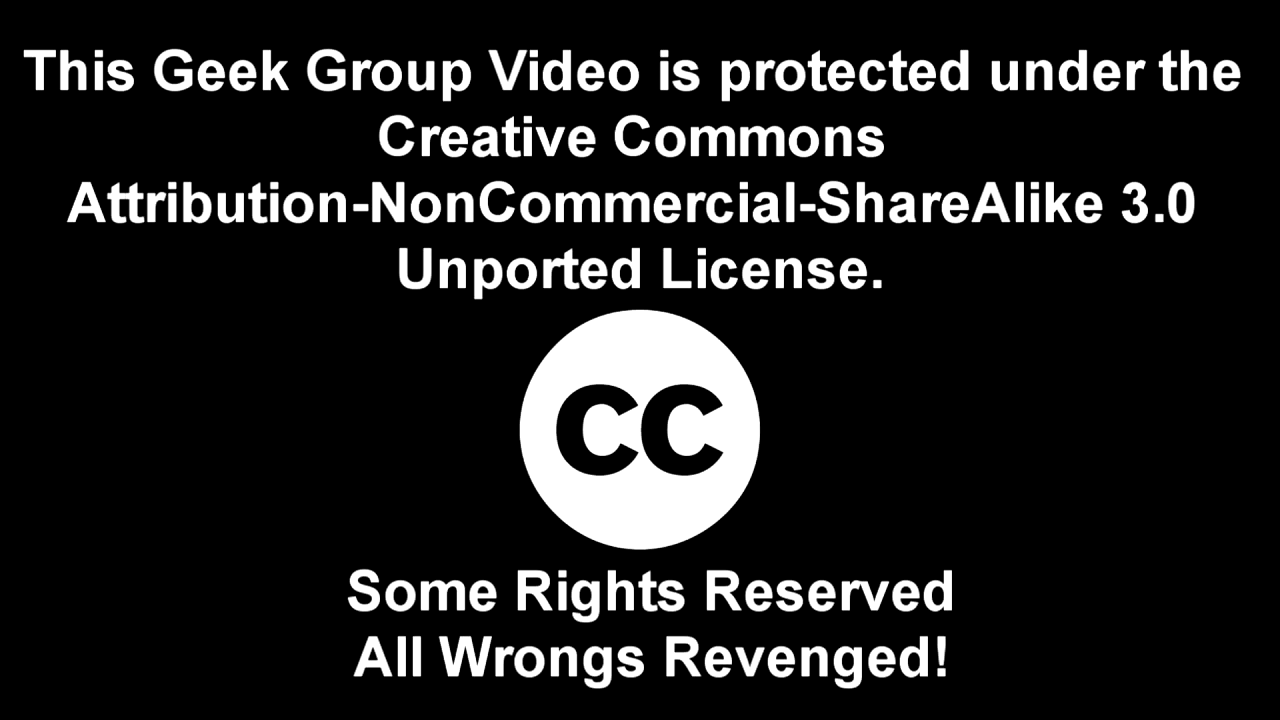 This Geek Group Video is protected under the
Creative Commons
Attribution-NonCommercial-ShareAlike 3.0
Unported License.
cc
Some Rights Reserved
All Wrongs Revenged!